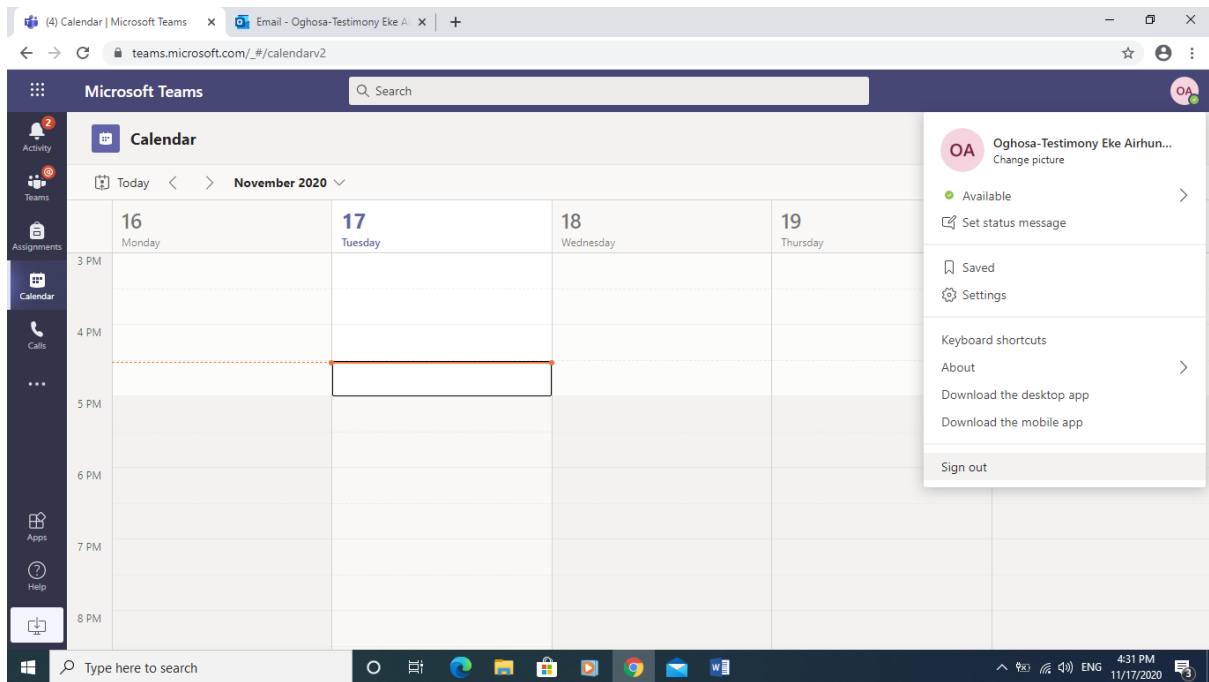 (4) Calendar | Microsoft Teams
Email - Oghosa-Testimony Eke Ai
teams.microsoft.com/_#/calendarv2
Microsoft Teams
Search
OA
2
Activity
@
Teams
Assignments
Calendar
Calls
Apps
Help
Calendar
Today
November 2020
16
Monday
17
Tuesday
18
Wednesday
19
Thursday
3 PM
4 PM
5 PM
6 PM
7 PM
8 PM
OA
Oghosa-Testimony Eke Airhun...
Change picture
Available
Set status message
Saved
Settings
Keyboard shortcuts
About
Download the desktop app
Download the mobile app
Sign out
Type here to search
W
ENG
4:31 PM
11/17/2020
3